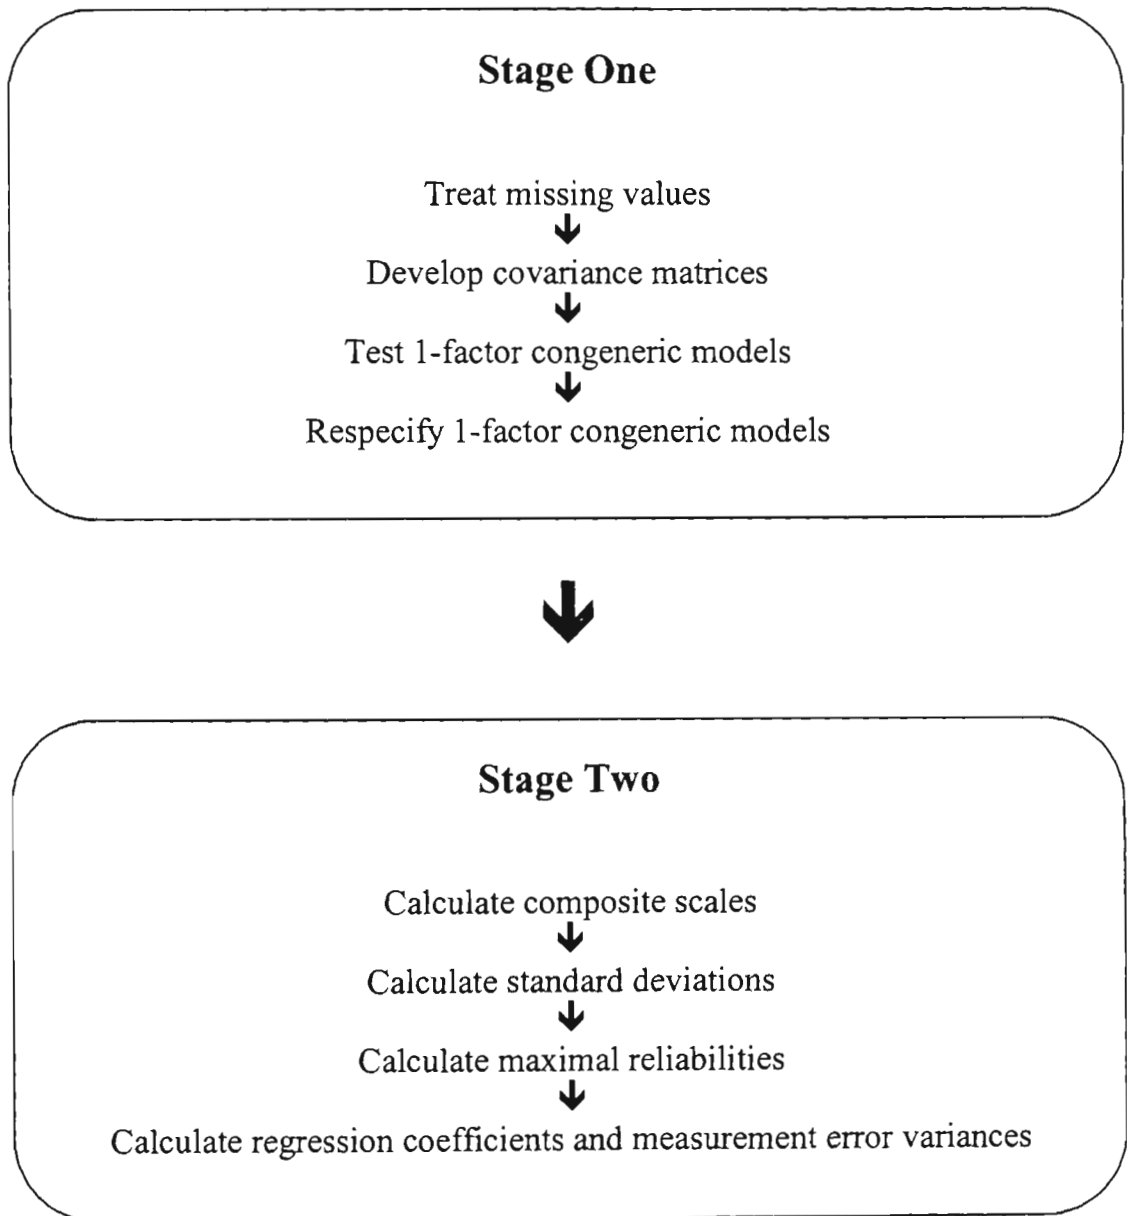 Stage One
Treat missing values
Develop covariance matrices
Test 1-factor congeneric models
Respecify 1-factor congeneric models
Stage Two
Calculate composite scales
Calculate standard deviations
Calculate maximal reliabilities
Calculate regression coefficients and measurement error variances